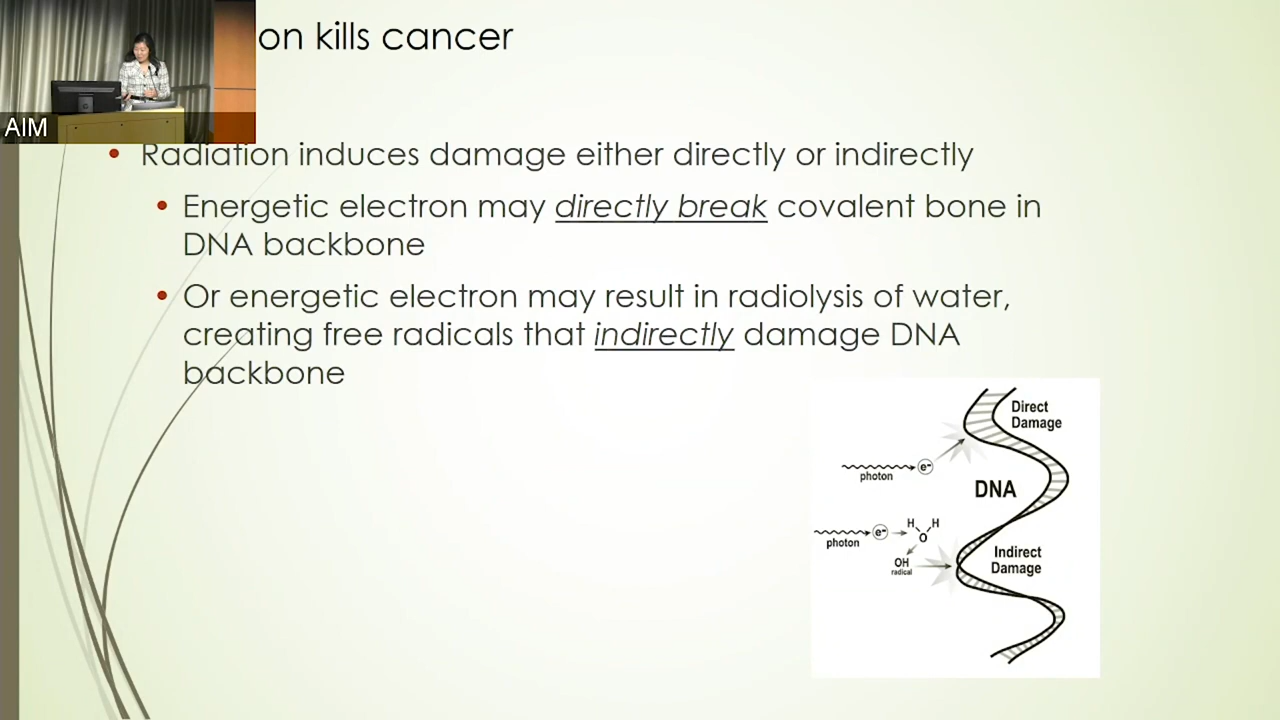 on kills cancer
AIM
Radiation induces damage either directly or indirectly
Energetic electron may directly break covalent bone in
DNA backbone
Or energetic electron may result in radiolysis of water,
creating free radicals that indirectly damage DNA
backbone
Direct
Damage
e-
photon
DNA
H H
e-
O
photon
Indirect
Damage
OH
radical